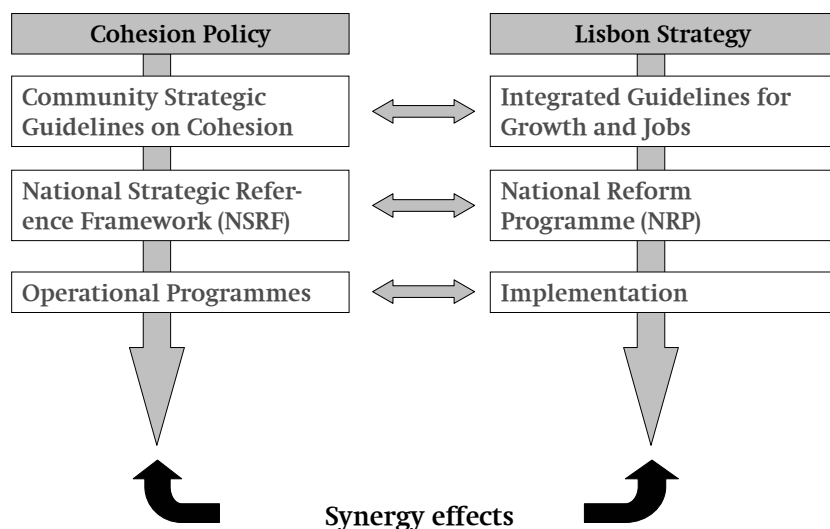 Cohesion Policy
Lisbon Strategy
Community Strategic
Guidelines on Cohesion
Integrated Guidelines for
Growth and Jobs
National Strategic Refer-
ence Framework (NSRF)
National Reform
Programme (NRP)
Operational Programmes
Implementation
Synergy effects